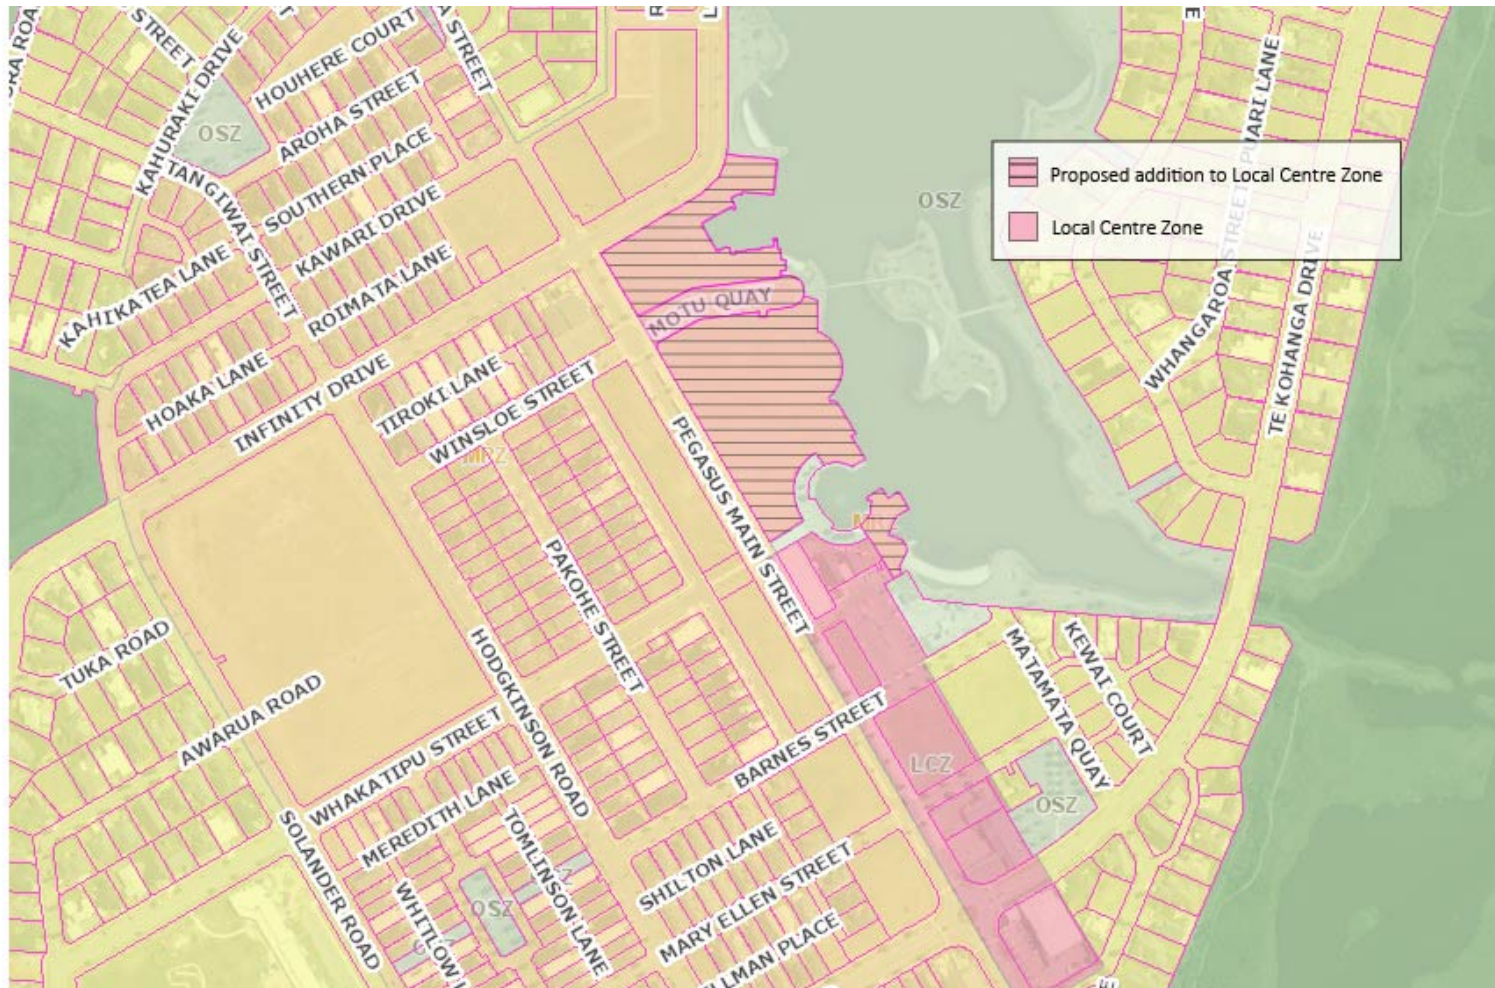 STREET
HOUHERE COURT
A STREET
KAHURAKI DRIVE
OSZ
AROHA STREET
SOUTHERN PLACE
TANGIWAI STREET
KAWARI DRIVE
KAHIKATEA LANE
ROIMATA LANE
HOAKA LANE
INFINITY DRIVE
TIROKI LANE
WINSLOE STREET
MRZ
MOTU QUAY
OSZ
Proposed addition to Local Centre Zone
Local Centre Zone
PUARI LANE
WHANGAROA STREET
TE KOHANGA DRIVE
PEGASUS MAIN STREET
PAKOHE STREET
HODGKINSON ROAD
TUKA ROAD
AWARUA ROAD
WHAKATIPU STREET
MEREDITH LANE
TOMLINSON LANE
SOLANDER ROAD
OSZ
BARNES STREET
SHILTON LANE
MARY ELLEN STREET
LCZ
MATAMATA QUAY
KEWAI COURT
OSZ